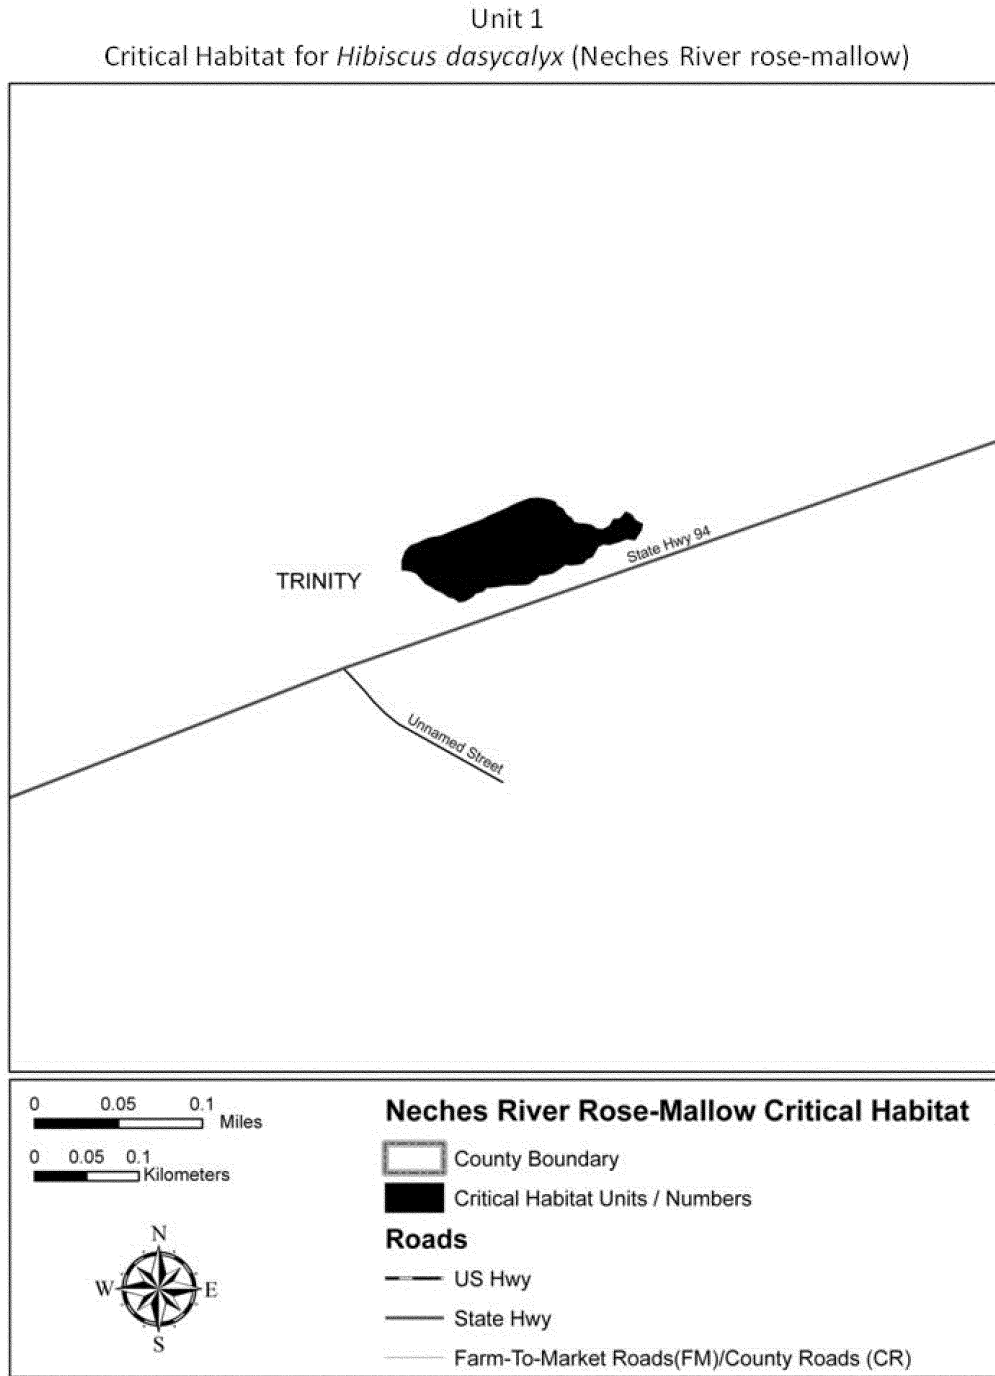 Unit 1
Critical Habitat for Hibiscus dasycalyx (Neches River rose-mallow)
State Hwy 94
TRINITY
Unnamed Street
0 0.05 0.1
Miles
0 0.05 0.1
Kilometers
N
W E
S
Neches River Rose-Mallow Critical Habitat
County Boundary
Critical Habitat Units / Numbers
Roads
US Hwy
State Hwy
Farm-To-Market Roads(FM)/County Roads (CR)